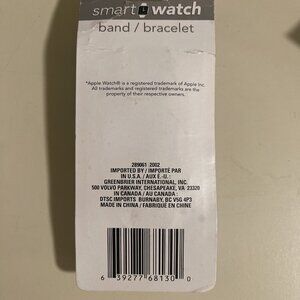 smart watch
band / bracelet
*Apple Watch® is a registered trademark of Apple Inc.
All trademarks and registered trademarks are the
property of their respective owners.
289061 2002
IMPORTED BY / IMPORTÉ PAR
IN U.S.A. / AUX É.-U. :
GREENBRIER INTERNATIONAL, INC.
500 VOLVO PARKWAY, CHESAPEAKE, VA 23320
IN CANADA / AU CANADA :
DTSC IMPORTS BURNABY, BC V5G 4P3
MADE IN CHINA / FABRIQUÉ EN CHINE
6 39277 68130 0